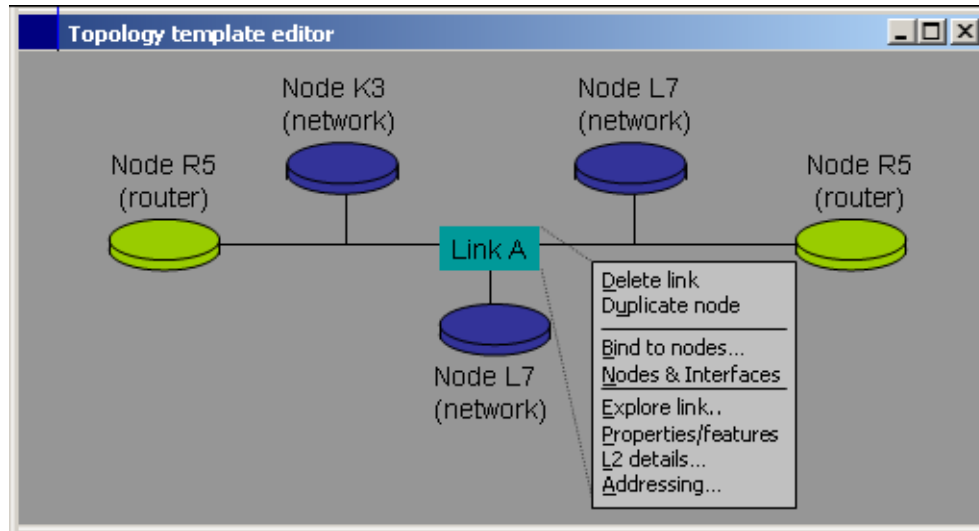 Topology template editor
Node K3
(network)
Node L7
(network)
Node R5
(router)
Node R5
(router)
Link A
Delete link
Duplicate node
Bind to nodes...
Nodes & Interfaces
Explore link..
Properties/features
L2 details...
Addressing...
Node L7
(network)